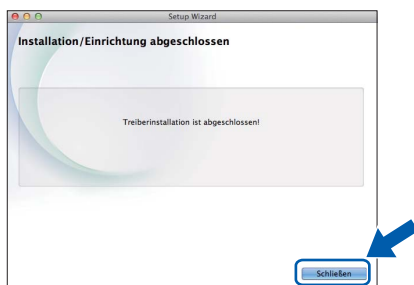 Setup Wizard
Installation/Einrichtung abgeschlossen
Treiberinstallation ist abgeschlossen!
Schließen